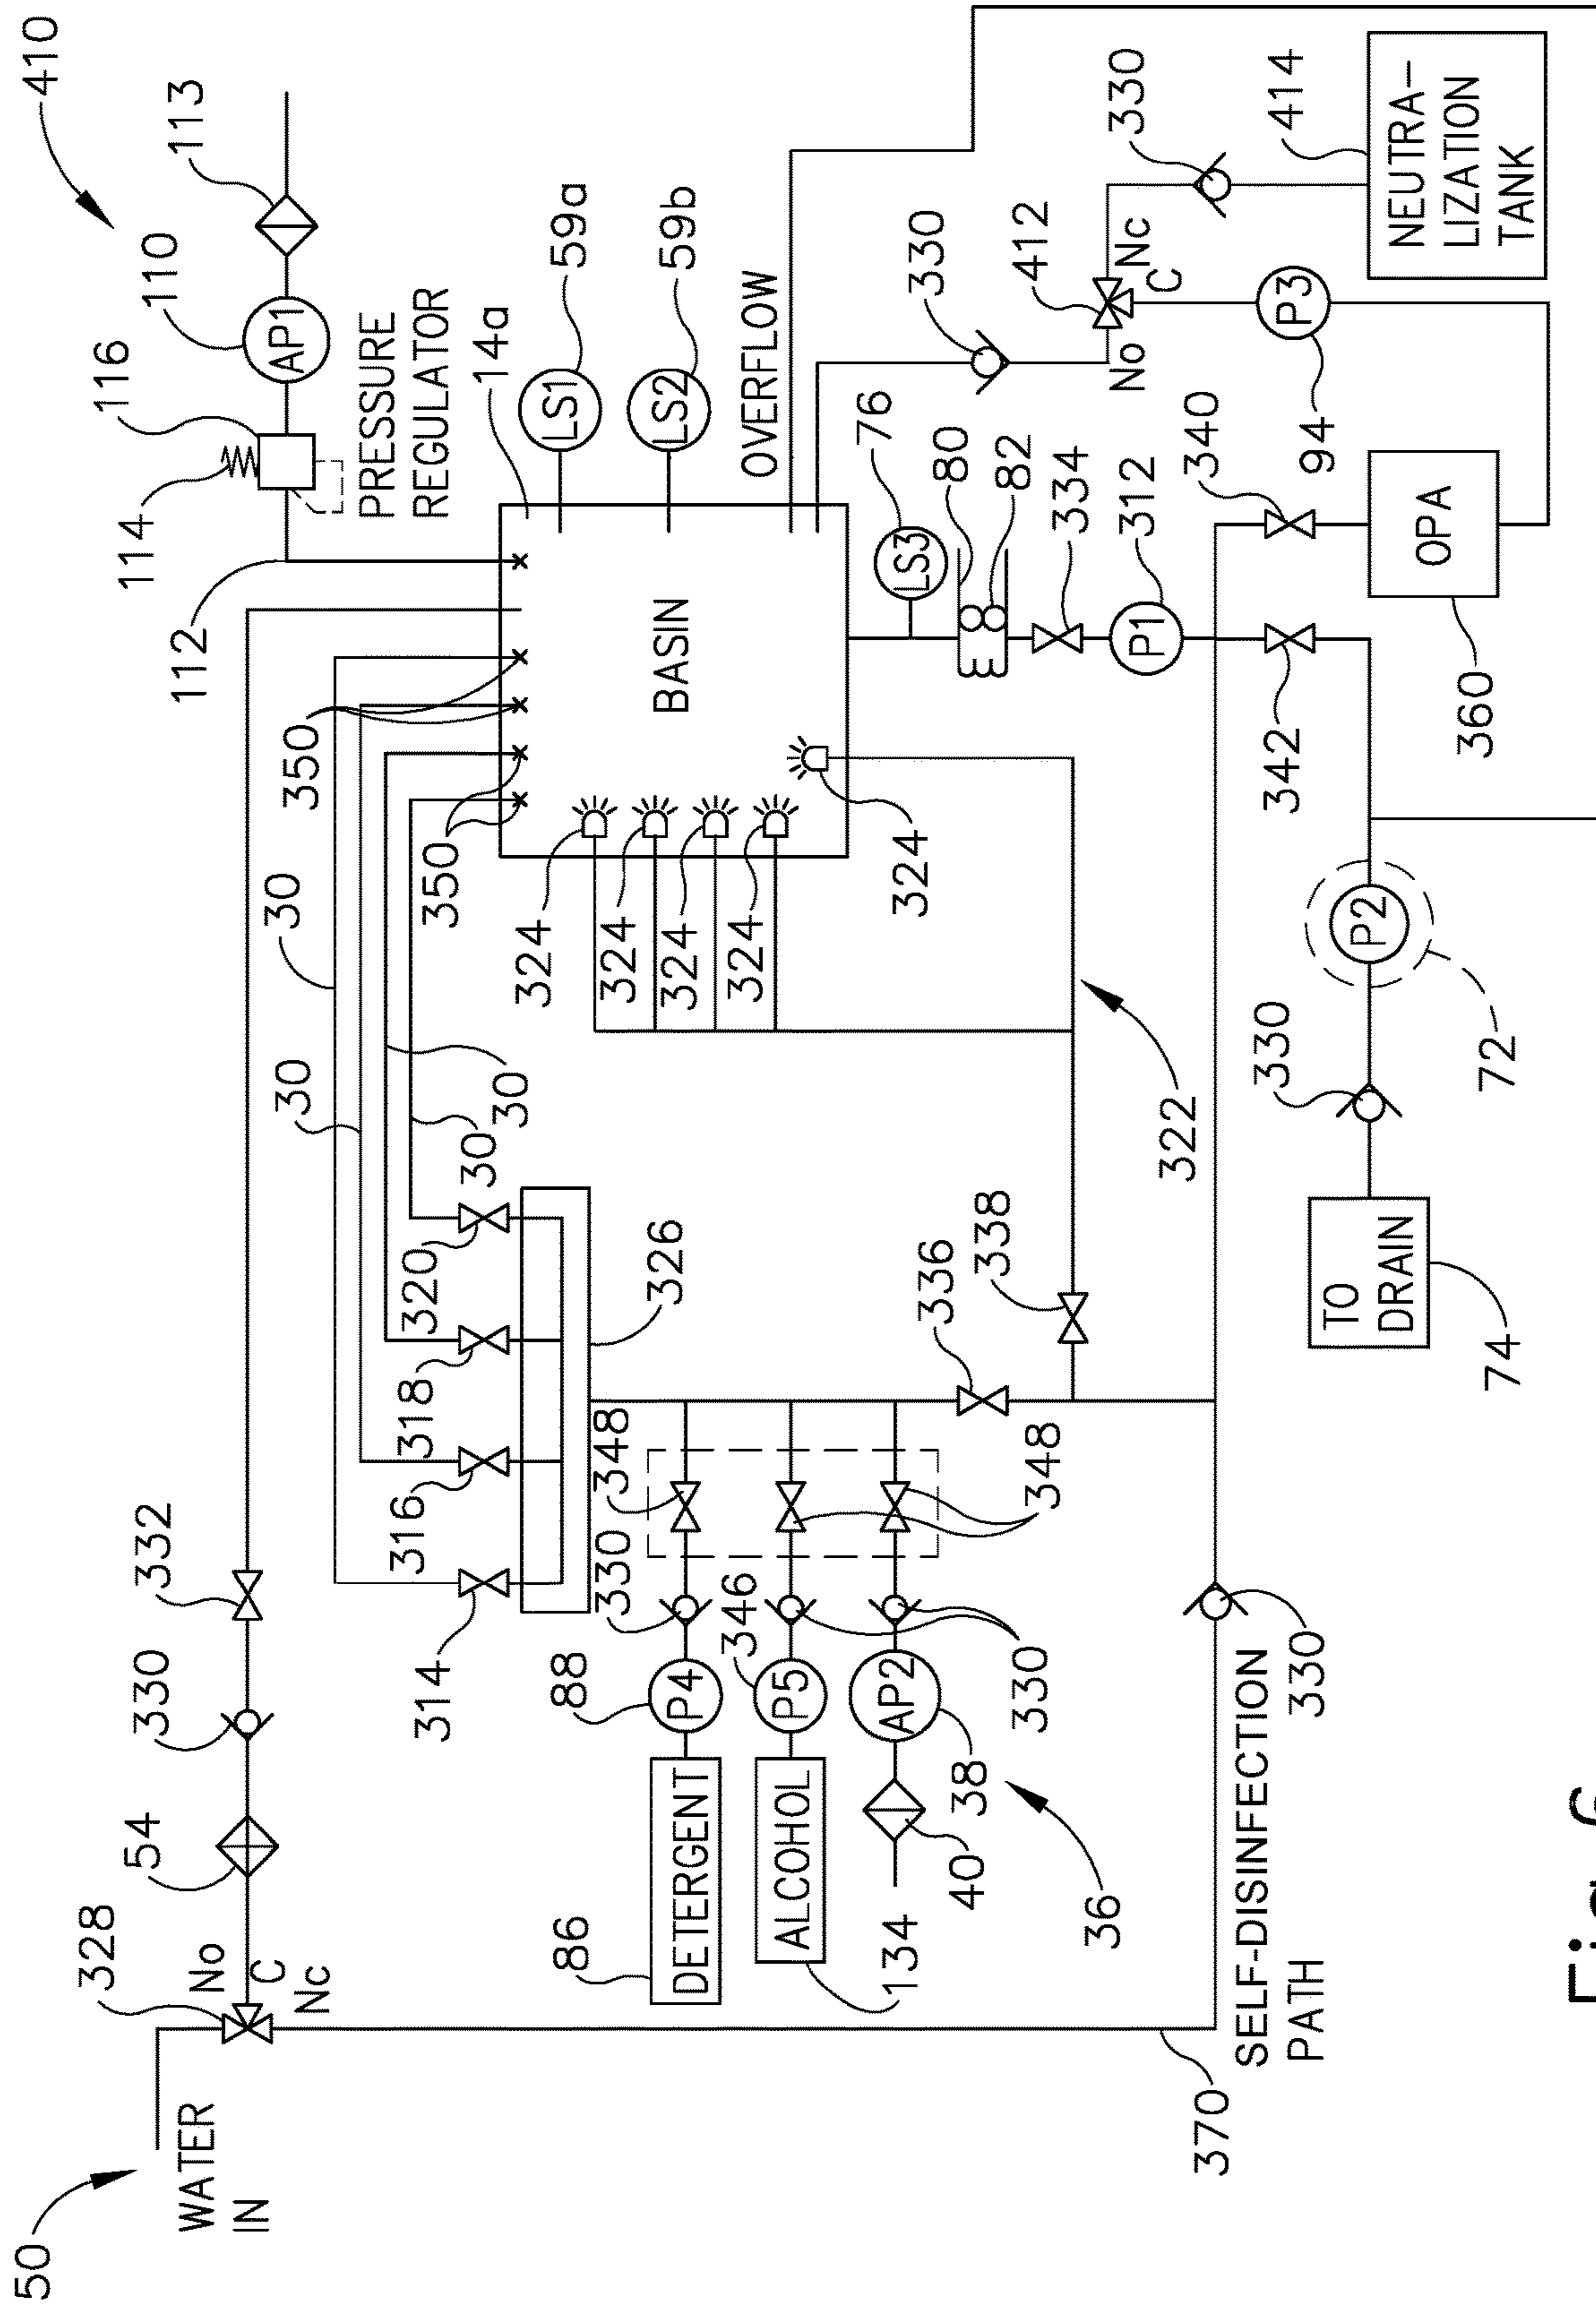 50
410
328
54
330
332
114
116
110
113
WATER
IN
No
C
Nc
112
30
30
350
PRESSURE
REGULATOR
314
316
318
320
30
30
350
14a
59a
LS1
86
88
330
348
326
324
324
324
324
BASIN
LS2
59b
DETERGENT
P4
OVERFLOW
ALCOHOL
P5
346
134
AP2
40
38
330
348
336
338
324
LS3
76
80
82
330
36
334
412
No
Nc
C
P1
312
330
322
370
SELF-DISINFECTION
PATH
330
330
342
340
P3
94
TO
DRAIN
74
P2
72
OPA
360
NEUTRA-
LIZATION
TANK
414